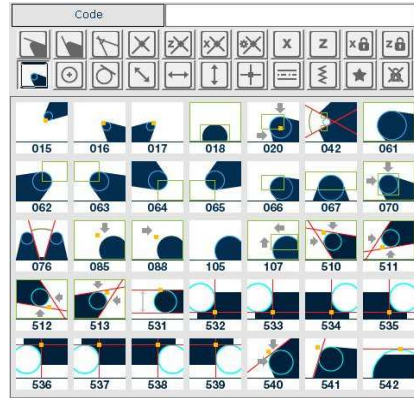 Code
X Z X Z
Z X X Z
015 016 017 018 020 042 061
062 063 064 065 066 067 070
076 085 088 105 107 510 511
512 513 531 532 533 534 535
536 537 538 539 540 541 542